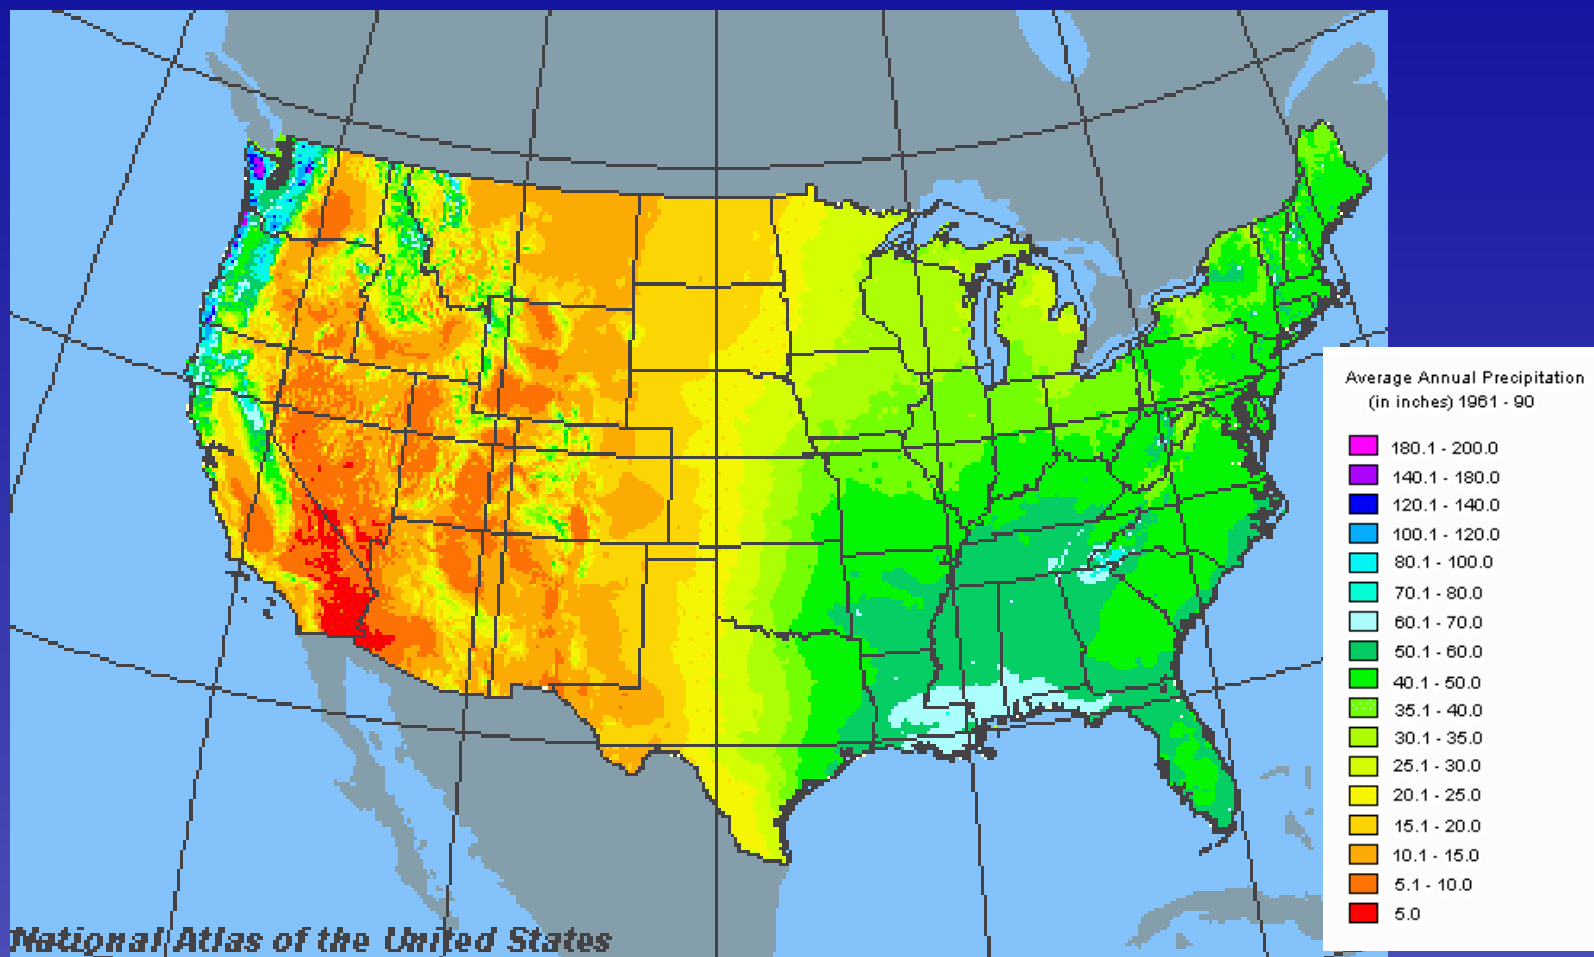 Average Annual Precipitation
(in inches) 1961 - 90
180.1 - 200.0
140.1 - 180.0
120.1 - 140.0
100.1 - 120.0
80.1 - 100.0
70.1 - 80.0
60.1 - 70.0
50.1 - 60.0
40.1 - 50.0
35.1 - 40.0
30.1 - 35.0
25.1 - 30.0
20.1 - 25.0
15.1 - 20.0
10.1 - 15.0
5.1 - 10.0
5.0
National Atlas of the United States